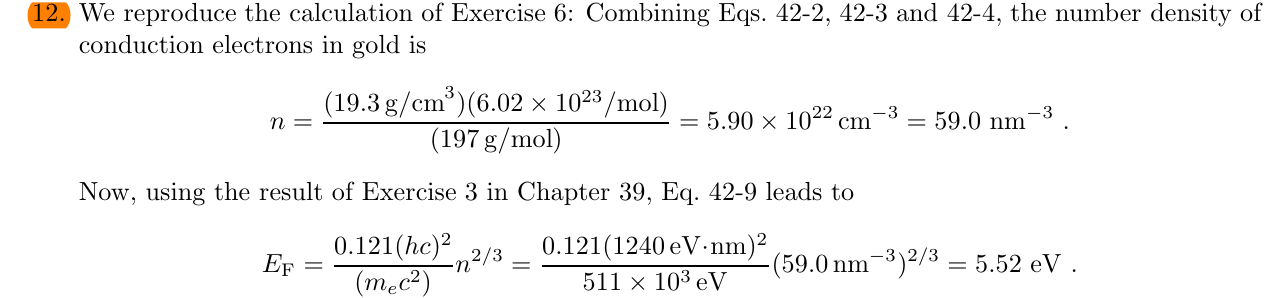 12. We reproduce the calculation of Exercise 6: Combining Eqs. 42-2, 42-3 and 42-4, the number density of
conduction electrons in gold is
n = (19.3 g/cm³)(6.02 × 10²³/mol) / (197 g/mol) = 5.90 × 10²² cm⁻³ = 59.0 nm⁻³ .
Now, using the result of Exercise 3 in Chapter 39, Eq. 42-9 leads to
E_F = 0.121(hc)² / (mₑc²) n^{2/3} = 0.121(1240 eV·nm)² / 511 × 10³ eV (59.0 nm⁻³)^{2/3} = 5.52 eV .